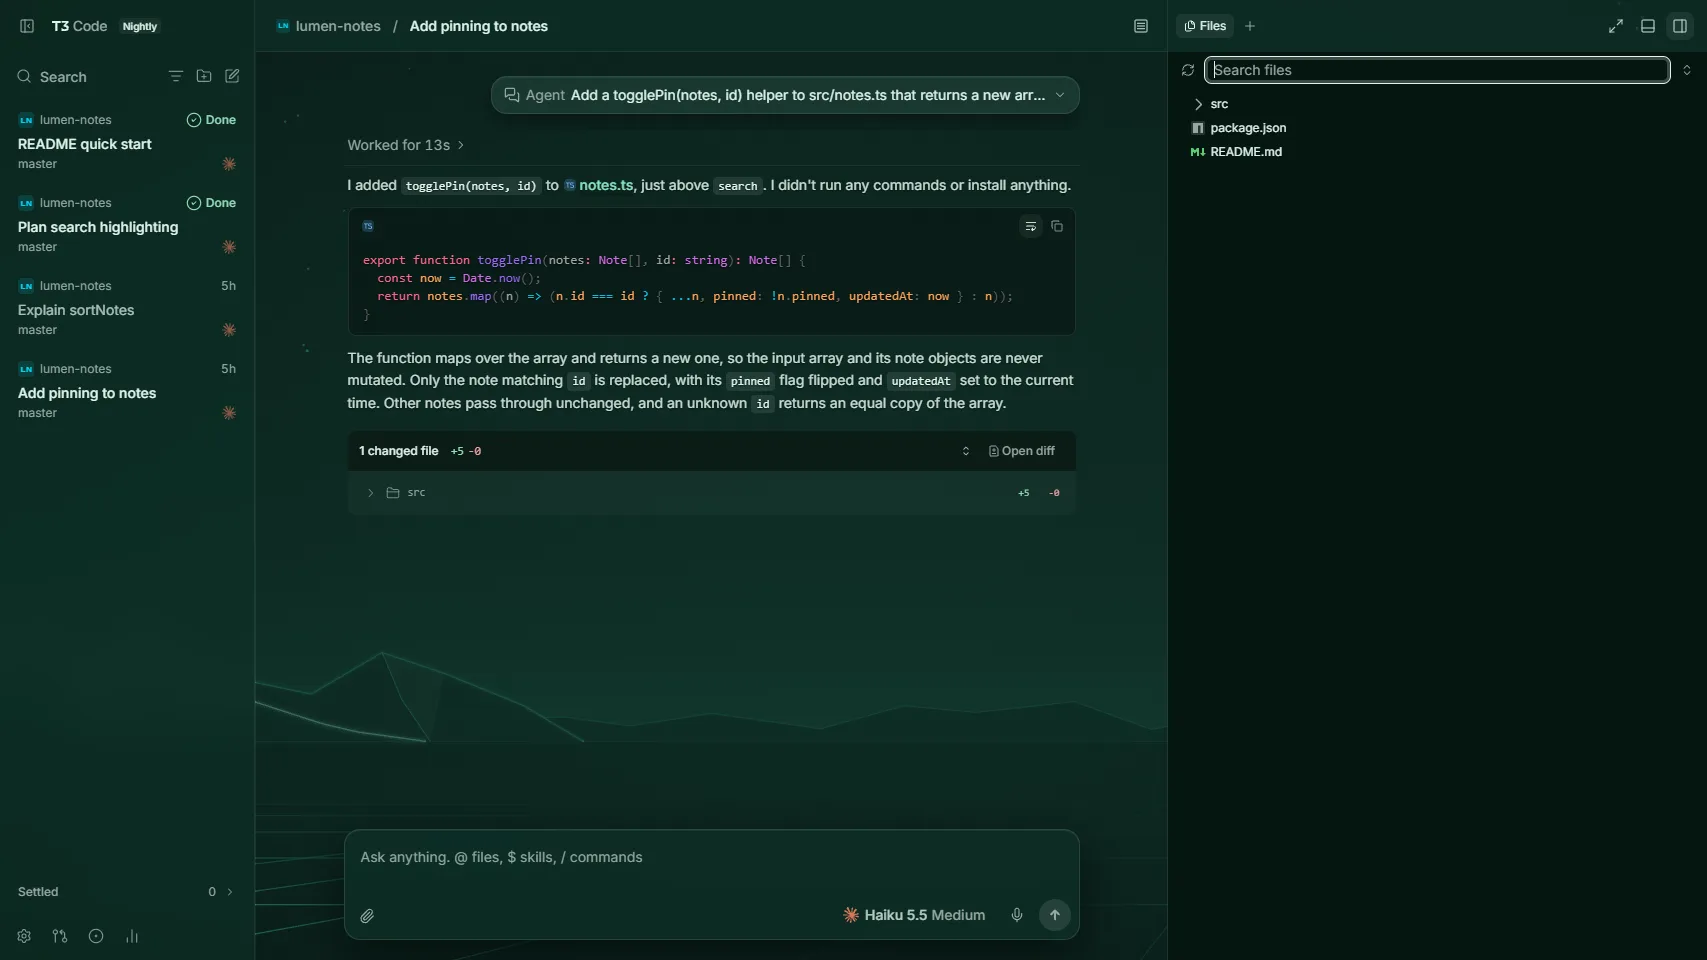 T3 Code Nightly
Search
LN lumen-notes Done
README quick start
master
LN lumen-notes Done
Plan search highlighting
master
LN lumen-notes 5h
Explain sortNotes
master
LN lumen-notes 5h
Add pinning to notes
master
Settled 0
LN lumen-notes / Add pinning to notes
Agent Add a togglePin(notes, id) helper to src/notes.ts that returns a new arr...
Worked for 13s
I added togglePin(notes, id) to TS notes.ts, just above search. I didn't run any commands or install anything.
TS
export function togglePin(notes: Note[], id: string): Note[] {
const now = Date.now();
return notes.map((n) => (n.id === id ? { ...n, pinned: !n.pinned, updatedAt: now } : n));
}
The function maps over the array and returns a new one, so the input array and its note objects are never
mutated. Only the note matching id is replaced, with its pinned flag flipped and updatedAt set to the current
time. Other notes pass through unchanged, and an unknown id returns an equal copy of the array.
1 changed file +5 -0 Open diff
src +5 -0
Ask anything. @ files, $ skills, / commands
Haiku 5.5 Medium
Files
Search files
src
package.json
M↓ README.md